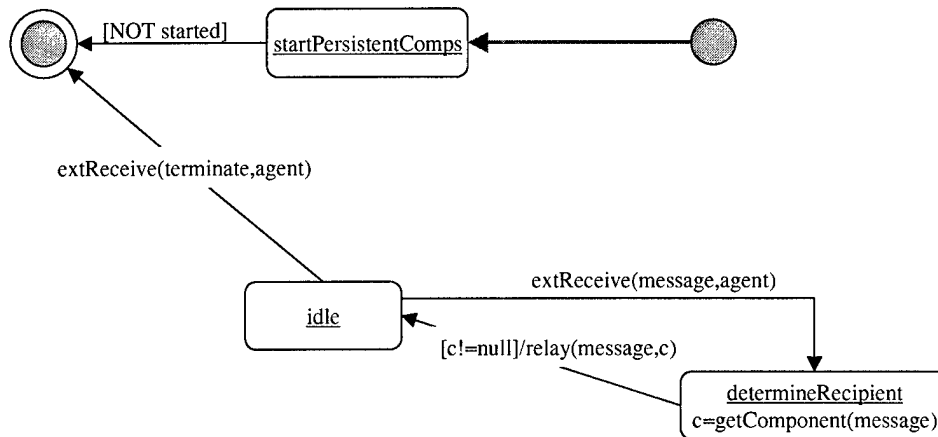 [NOT started]
startPersistentComps
extReceive(terminate,agent)
extReceive(message,agent)
idle
[c!=null]/relay(message,c)
determineRecipient
c=getComponent(message)